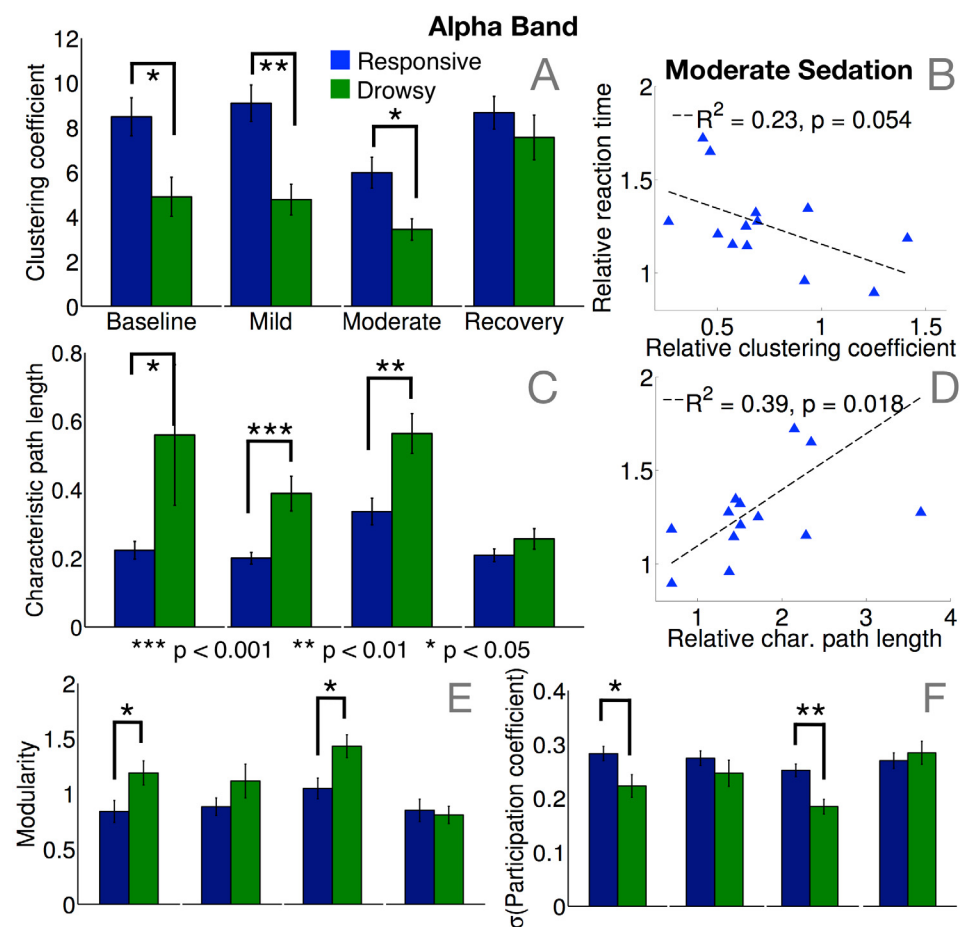 Alpha Band
12
10
8
6
4
2
0
Clustering coefficient
* ** *
Responsive
Drowsy
A
Baseline Mild Moderate Recovery
Moderate Sedation
B
R² = 0.23, p = 0.054
Relative reaction time
2
1.5
1
0.5 1 1.5
Relative clustering coefficient
0.8
0.6
0.4
0.2
0
Characteristic path length
* *** **
C
D
R² = 0.39, p = 0.018
2
1.5
1
1 2 3 4
Relative char. path length
*** p < 0.001 ** p < 0.01 * p < 0.05
2
1.5
1
0.5
0
Modularity
* *
E
0.4
0.3
0.2
0.1
0
σ(Participation coefficient)
* **
F